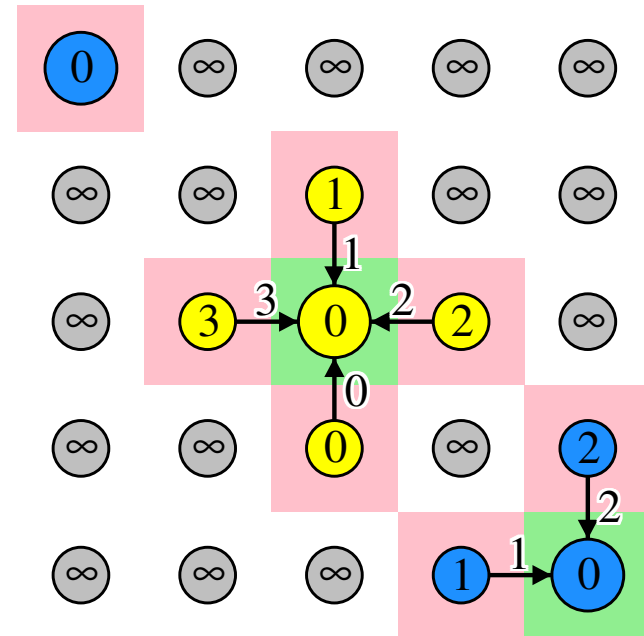 0 ∞ ∞ ∞ ∞
∞ ∞ 1 ∞ ∞
1
∞ 3 3 0 2 2 ∞
0
∞ ∞ 0 ∞ 2
2
∞ ∞ ∞ 1 1 0